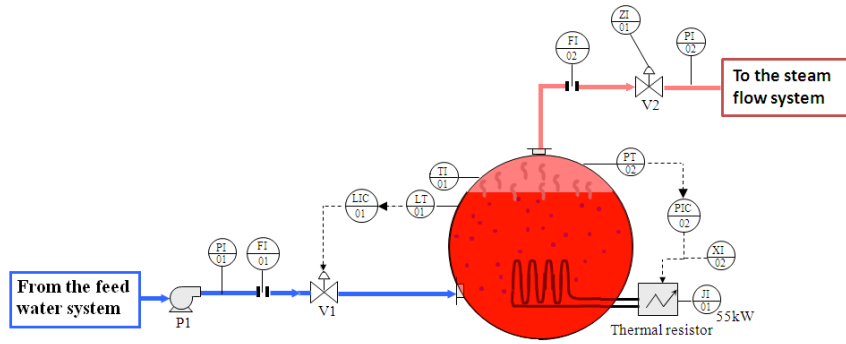 ZI
01
FI
02
PI
02
To the steam
flow system
V2
TI
01
PT
02
LIC
01
LT
01
PIC
02
PI
01
FI
01
XI
02
From the feed
water system
P1
V1
JI
01
55kW
Thermal resistor